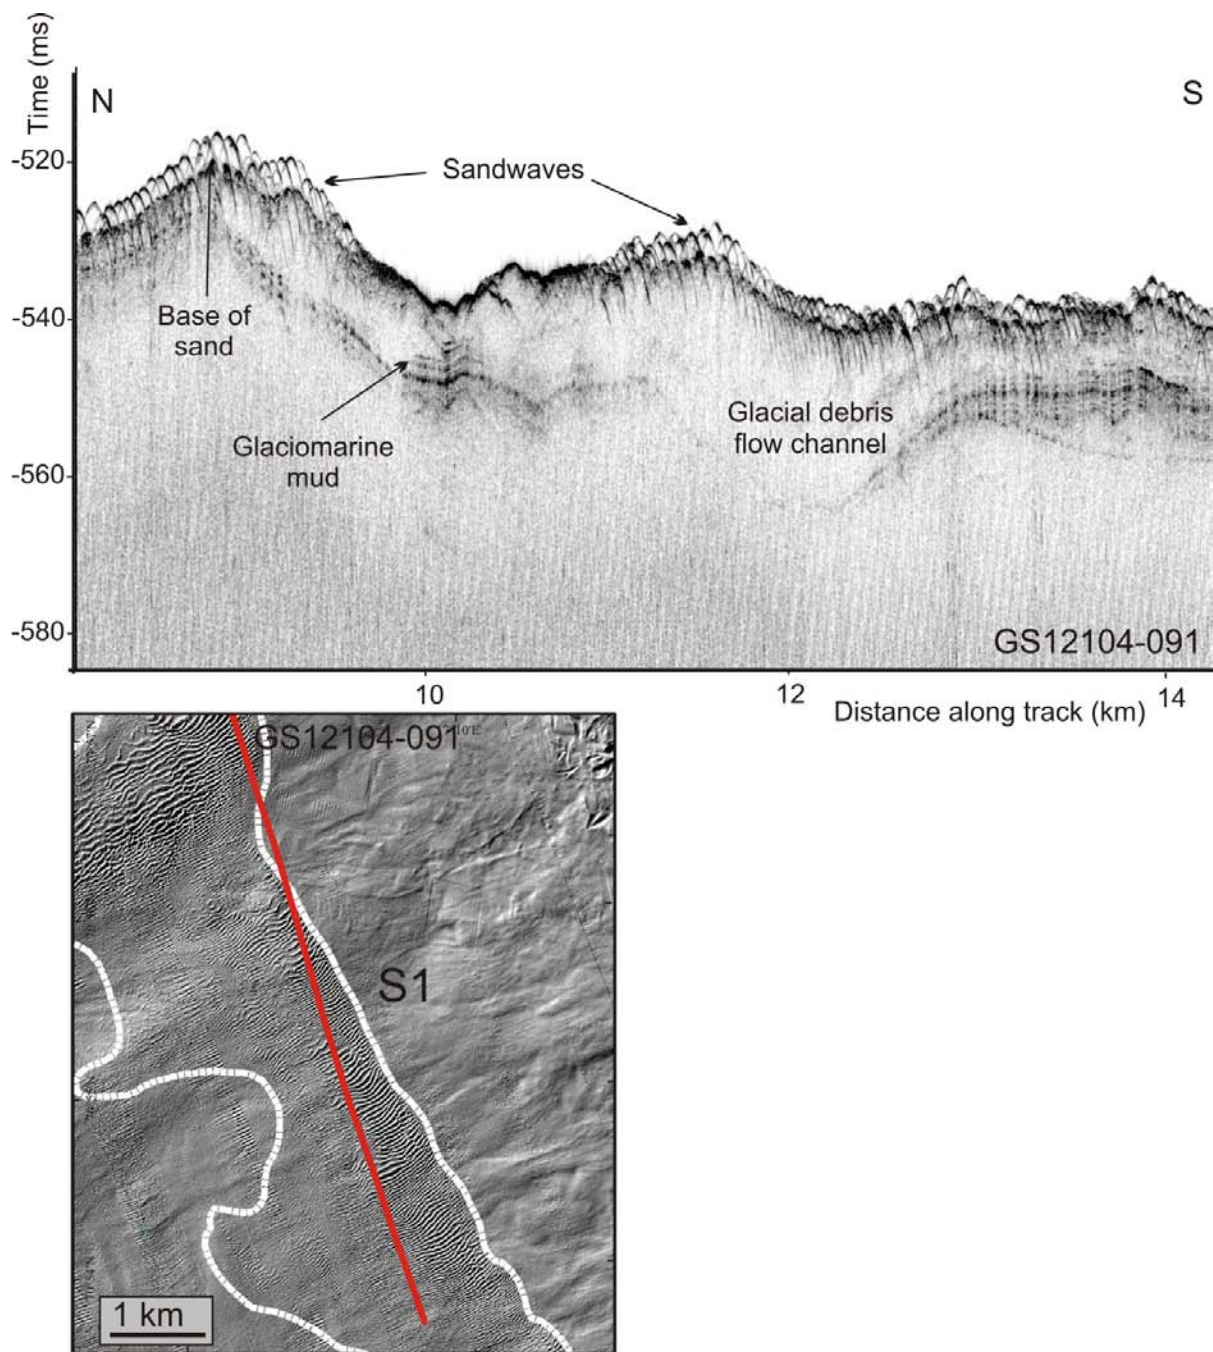 Time (ms)
N
S
-520
Sandwaves
-540
Base of
sand
Glaciomarine
mud
Glacial debris
flow channel
-560
-580
GS12104-091
10
12
14
Distance along track (km)
GS12104-091
10'E
S1
1 km